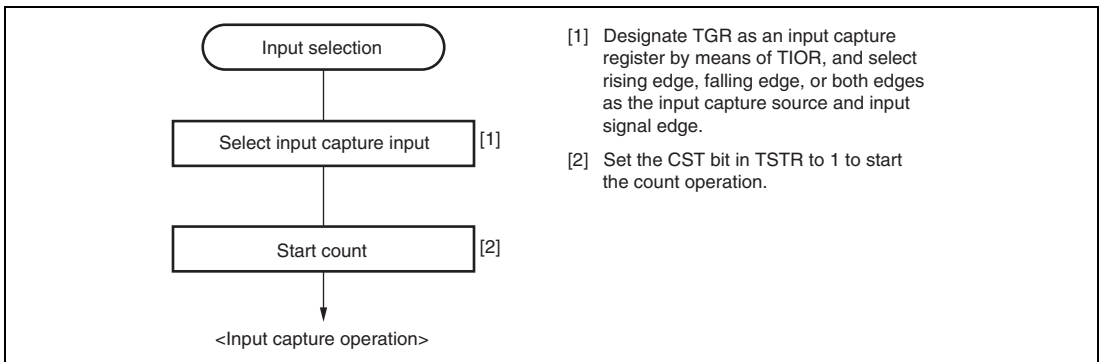 Input selection
Select input capture input
[1]
Start count
[2]
<Input capture operation>
[1] Designate TGR as an input capture
register by means of TIOR, and select
rising edge, falling edge, or both edges
as the input capture source and input
signal edge.
[2] Set the CST bit in TSTR to 1 to start
the count operation.